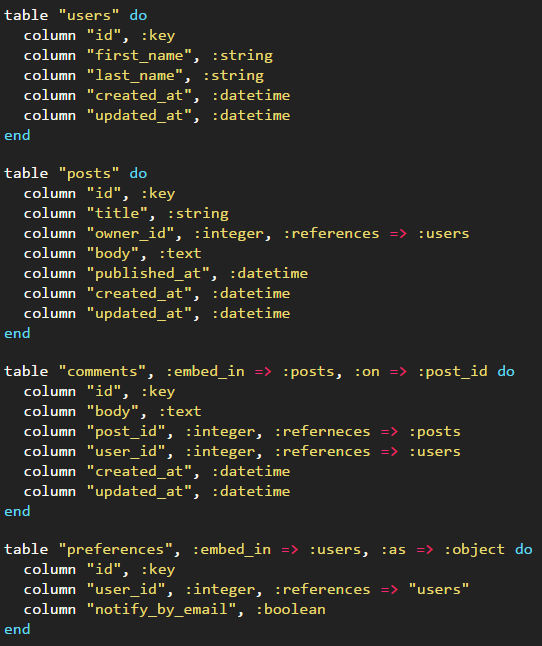 table "users" do
  column "id", :key
  column "first_name", :string
  column "last_name", :string
  column "created_at", :datetime
  column "updated_at", :datetime
end
table "posts" do
  column "id", :key
  column "title", :string
  column "owner_id", :integer, :references => :users
  column "body", :text
  column "published_at", :datetime
  column "created_at", :datetime
  column "updated_at", :datetime
end
table "comments", :embed_in => :posts, :on => :post_id do
  column "id", :key
  column "body", :text
  column "post_id", :integer, :referneces => :posts
  column "user_id", :integer, :references => :users
  column "created_at", :datetime
  column "updated_at", :datetime
end
table "preferences", :embed_in => :users, :as => :object do
  column "id", :key
  column "user_id", :integer, :references => "users"
  column "notify_by_email", :boolean
end